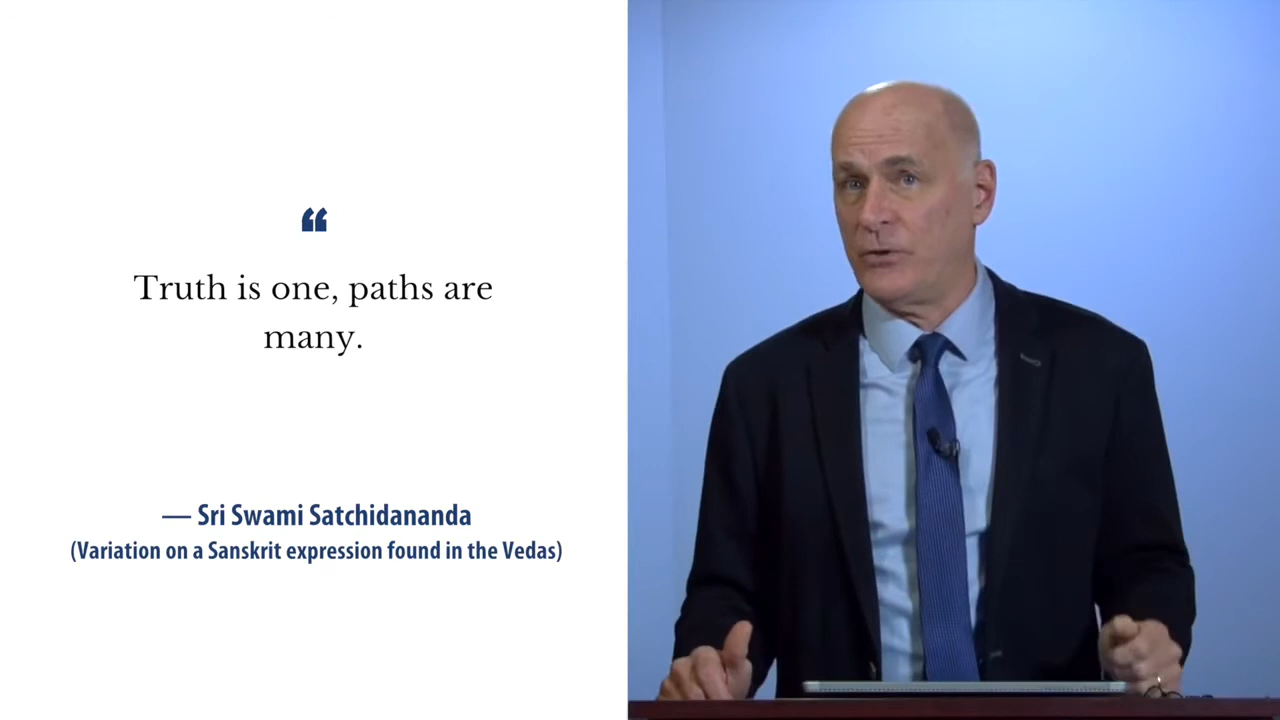 “
Truth is one, paths are
many.
— Sri Swami Satchidananda
(Variation on a Sanskrit expression found in the Vedas)